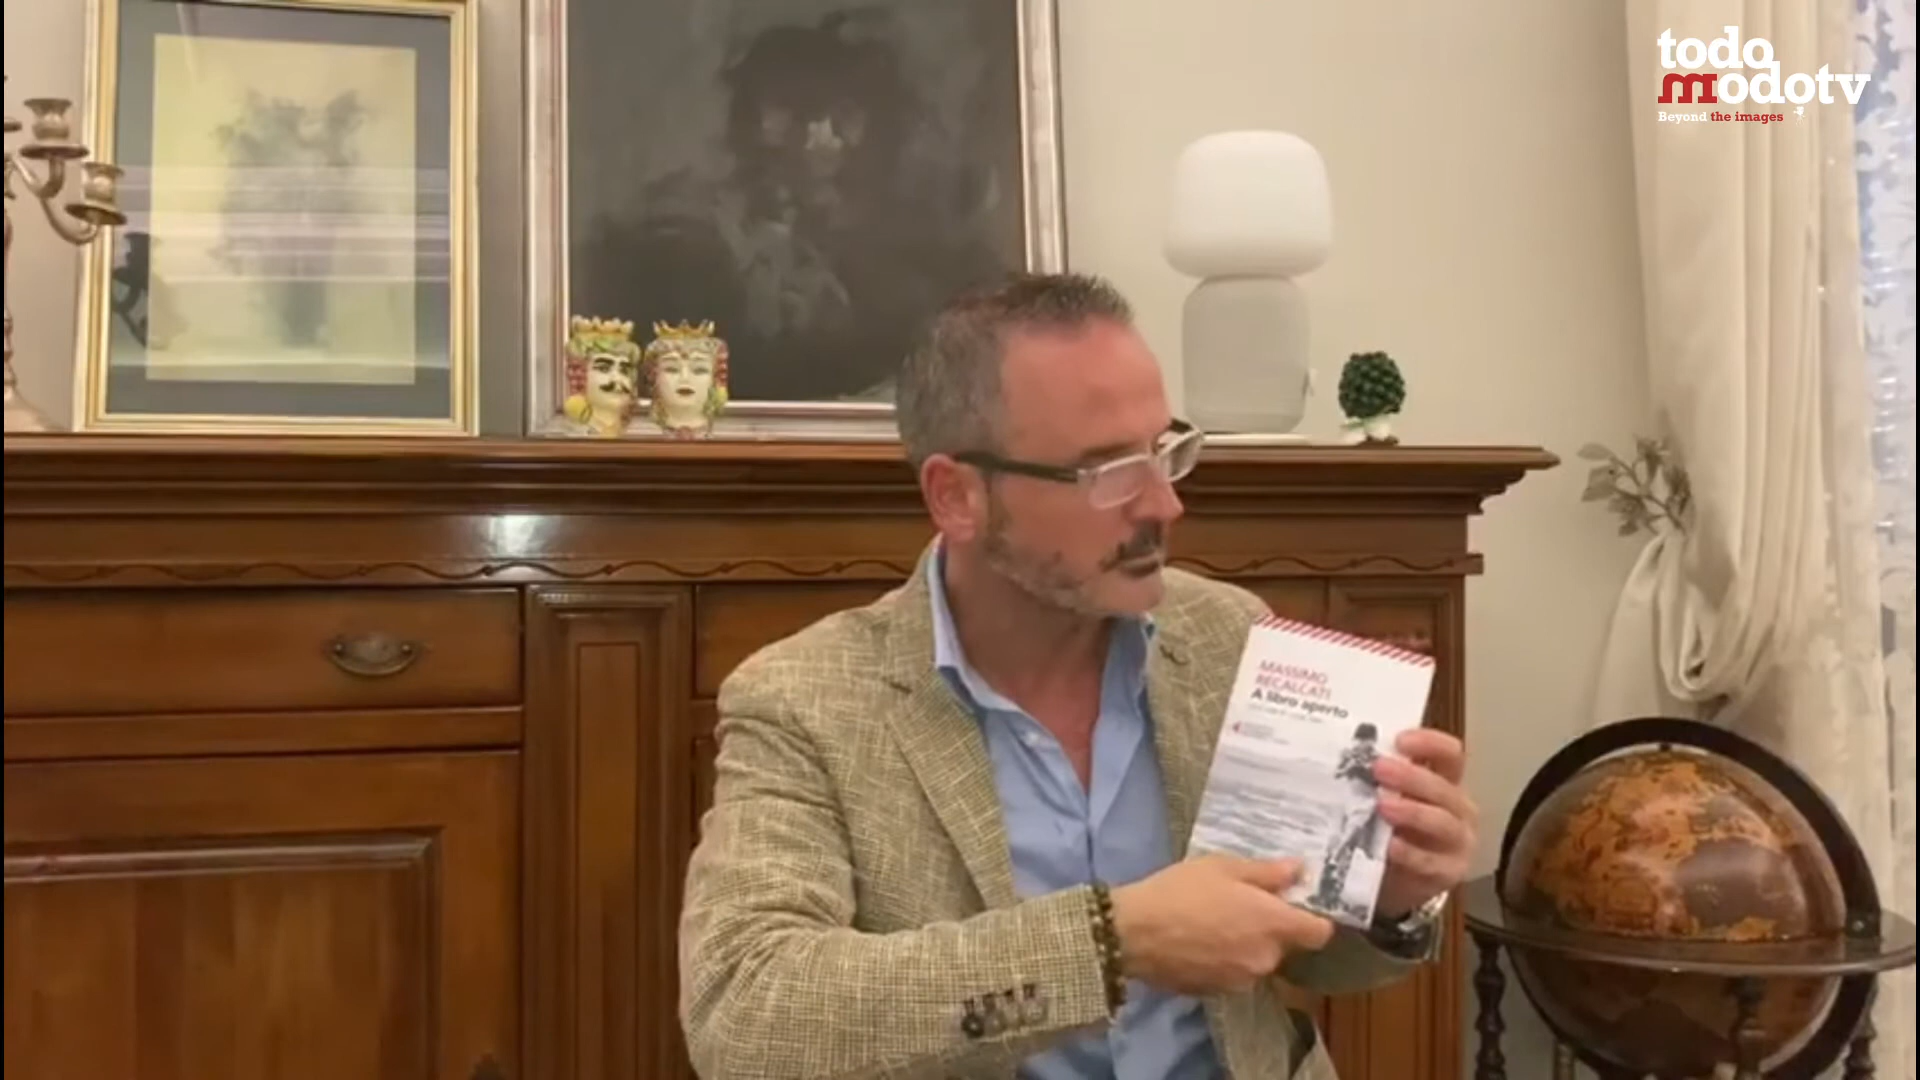 todo
modotv
Beyond the images
MASSIMO
RECALCATI
A libro aperto